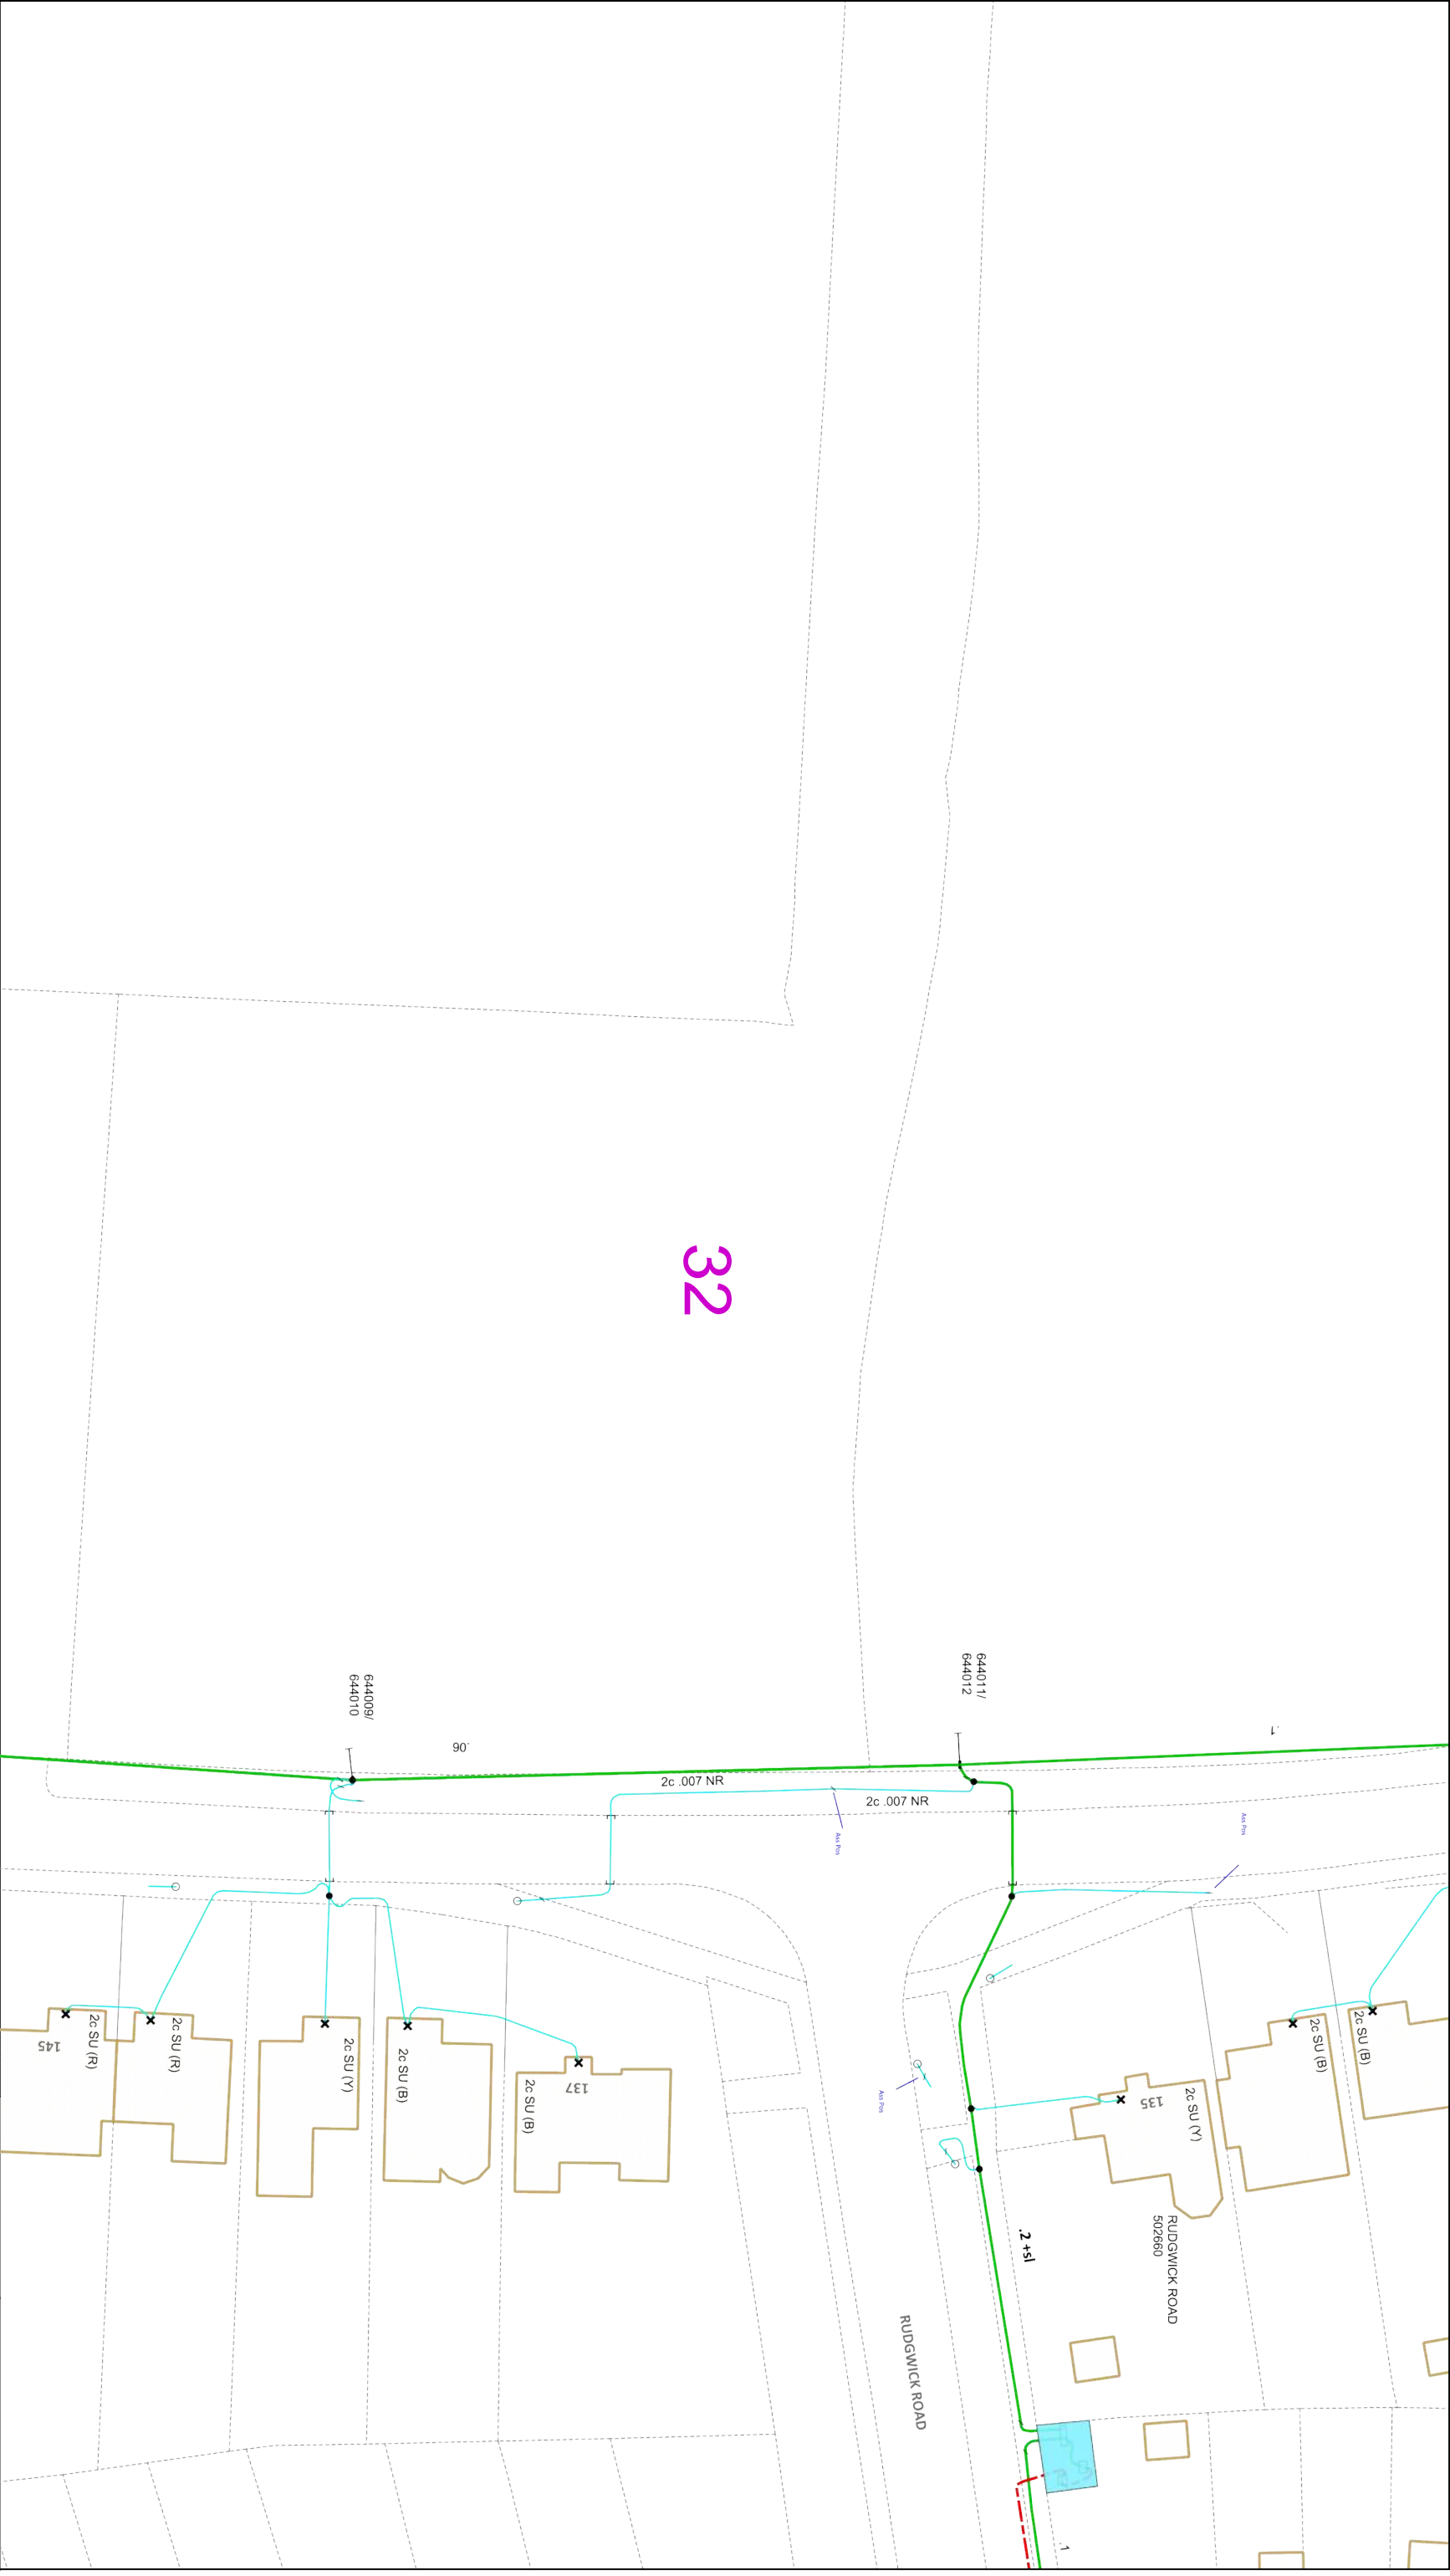 32
644009/
644010
644011/
644012
.06
.1
2c .007 NR
2c .007 NR
Ass Pos
Ass Pos
Ass Pos
2c SU (R)
2c SU (R)
2c SU (Y)
2c SU (B)
2c SU (B)
2c SU (Y)
2c SU (B)
2c SU (B)
145
137
135
RUDGWICK ROAD
502660
.2 +sl
RUDGWICK ROAD
.1